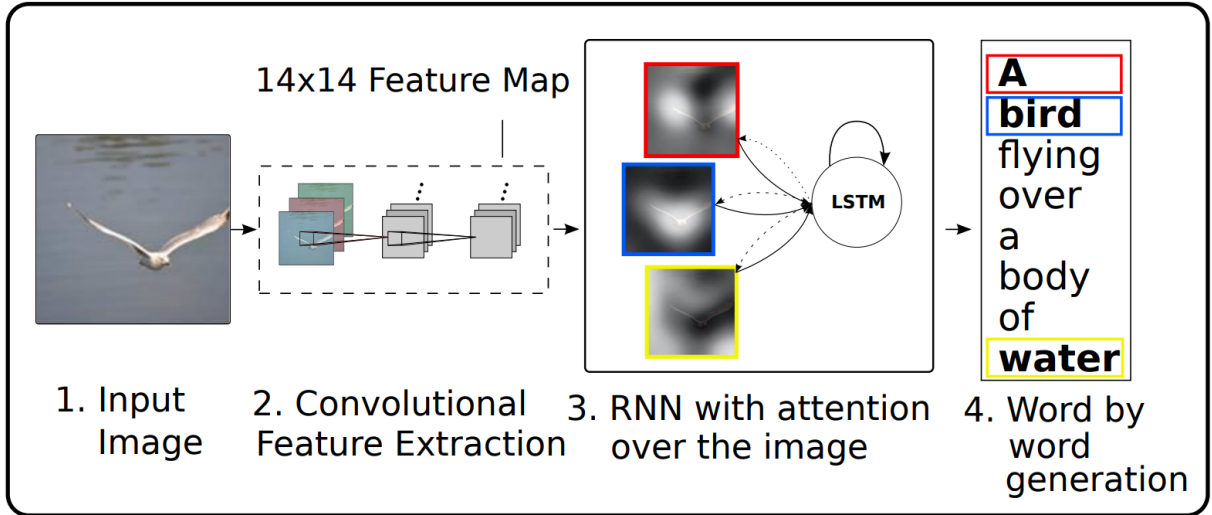 14x14 Feature Map
LSTM
A
bird
flying
over
a
body
of
water
1. Input
Image
2. Convolutional
Feature Extraction
3. RNN with attention
over the image
4. Word by
word
generation